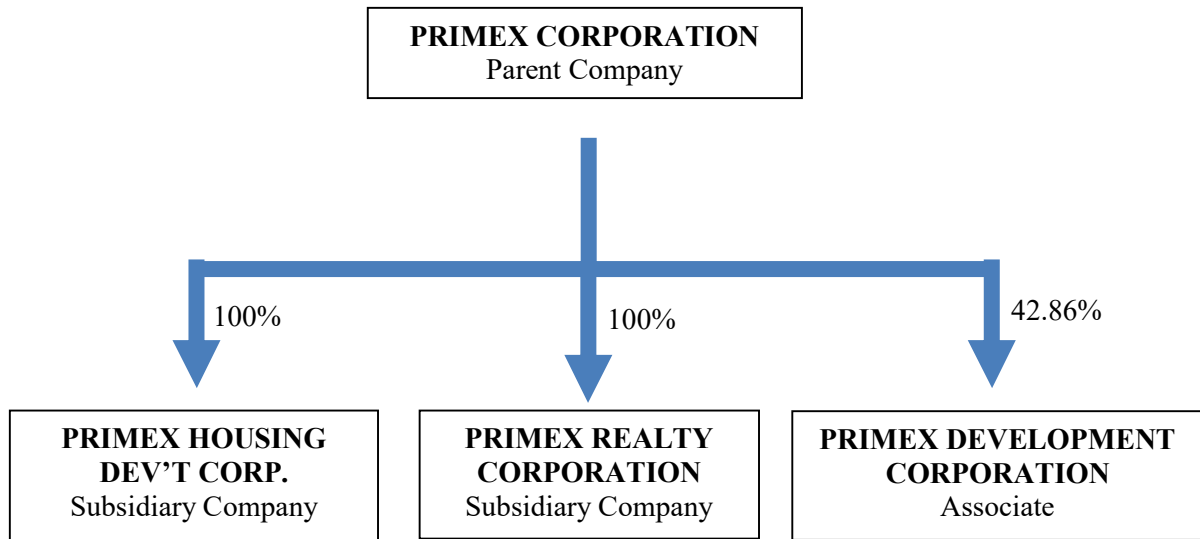 PRIMEX CORPORATION
Parent Company
100%
100%
42.86%
PRIMEX HOUSING
DEV’T CORP.
Subsidiary Company
PRIMEX REALTY
CORPORATION
Subsidiary Company
PRIMEX DEVELOPMENT
CORPORATION
Associate